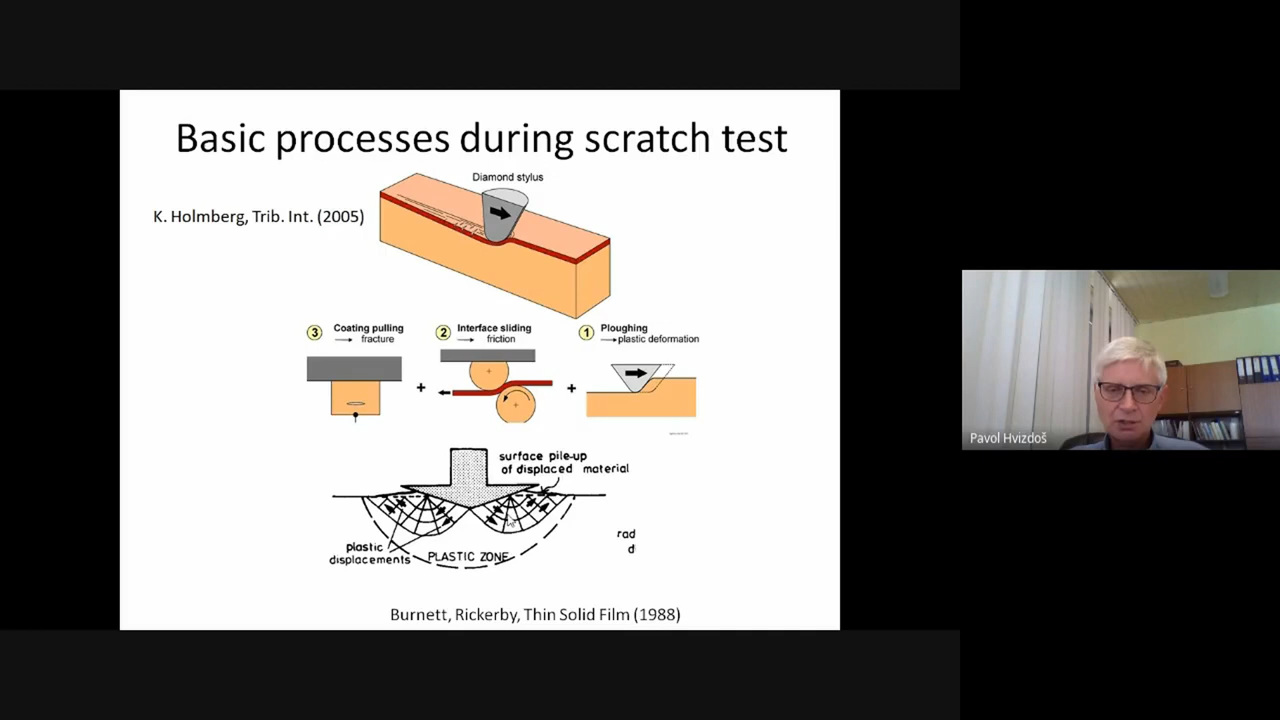 Basic processes during scratch test
Diamond stylus
K. Holmberg, Trib. Int. (2005)
3 Coating pulling
→ fracture
2 Interface sliding
→ friction
1 Ploughing
→ plastic deformation
+
+
surface pile-up
of displaced material
plastic
displacements
PLASTIC ZONE
rad
d
Burnett, Rickerby, Thin Solid Film (1988)
Pavol Hvizdoš